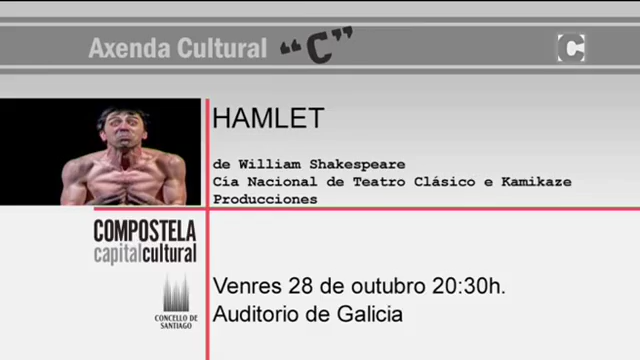 Axenda Cultural "C"
C
HAMLET
de William Shakespeare
Cía Nacional de Teatro Clásico e Kamikaze
Producciones
COMPOSTELA
capitalcultural
CONCELLO DE
SANTIAGO
Venres 28 de outubro 20:30h.
Auditorio de Galicia